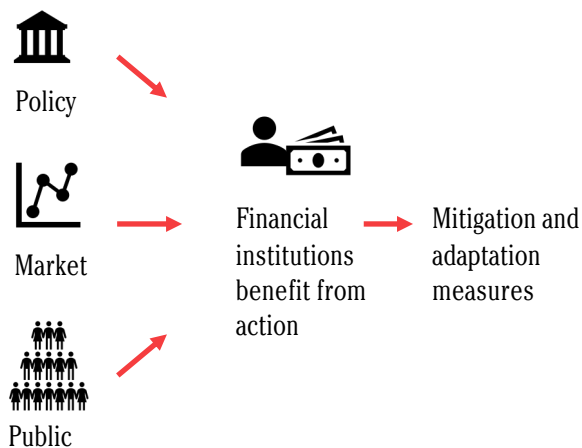 Policy
Market
Public
Financial
institutions
benefit from
action
Mitigation and
adaptation
measures